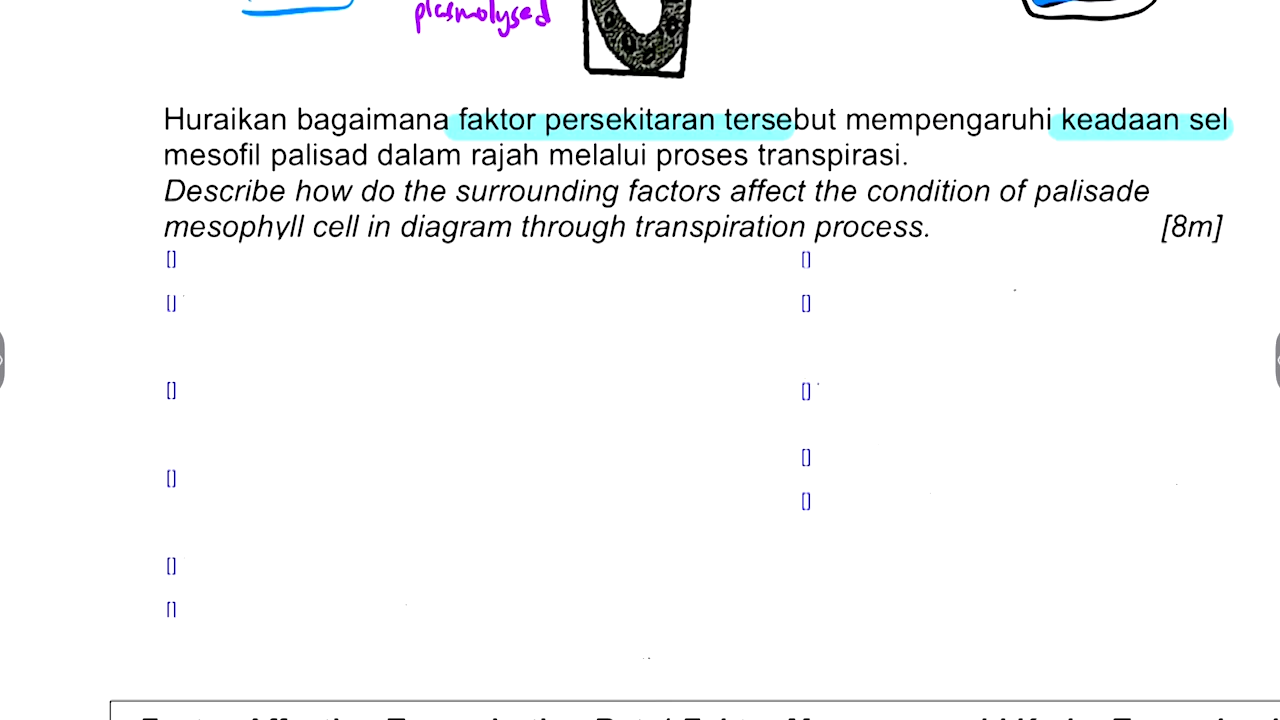 plasmolysed
Huraikan bagaimana faktor persekitaran tersebut mempengaruhi keadaan sel
mesofil palisad dalam rajah melalui proses transpirasi.
Describe how do the surrounding factors affect the condition of palisade
mesophyll cell in diagram through transpiration process. [8m]
[] []
[] []
[] []
[]
[]
[]
[]
[]